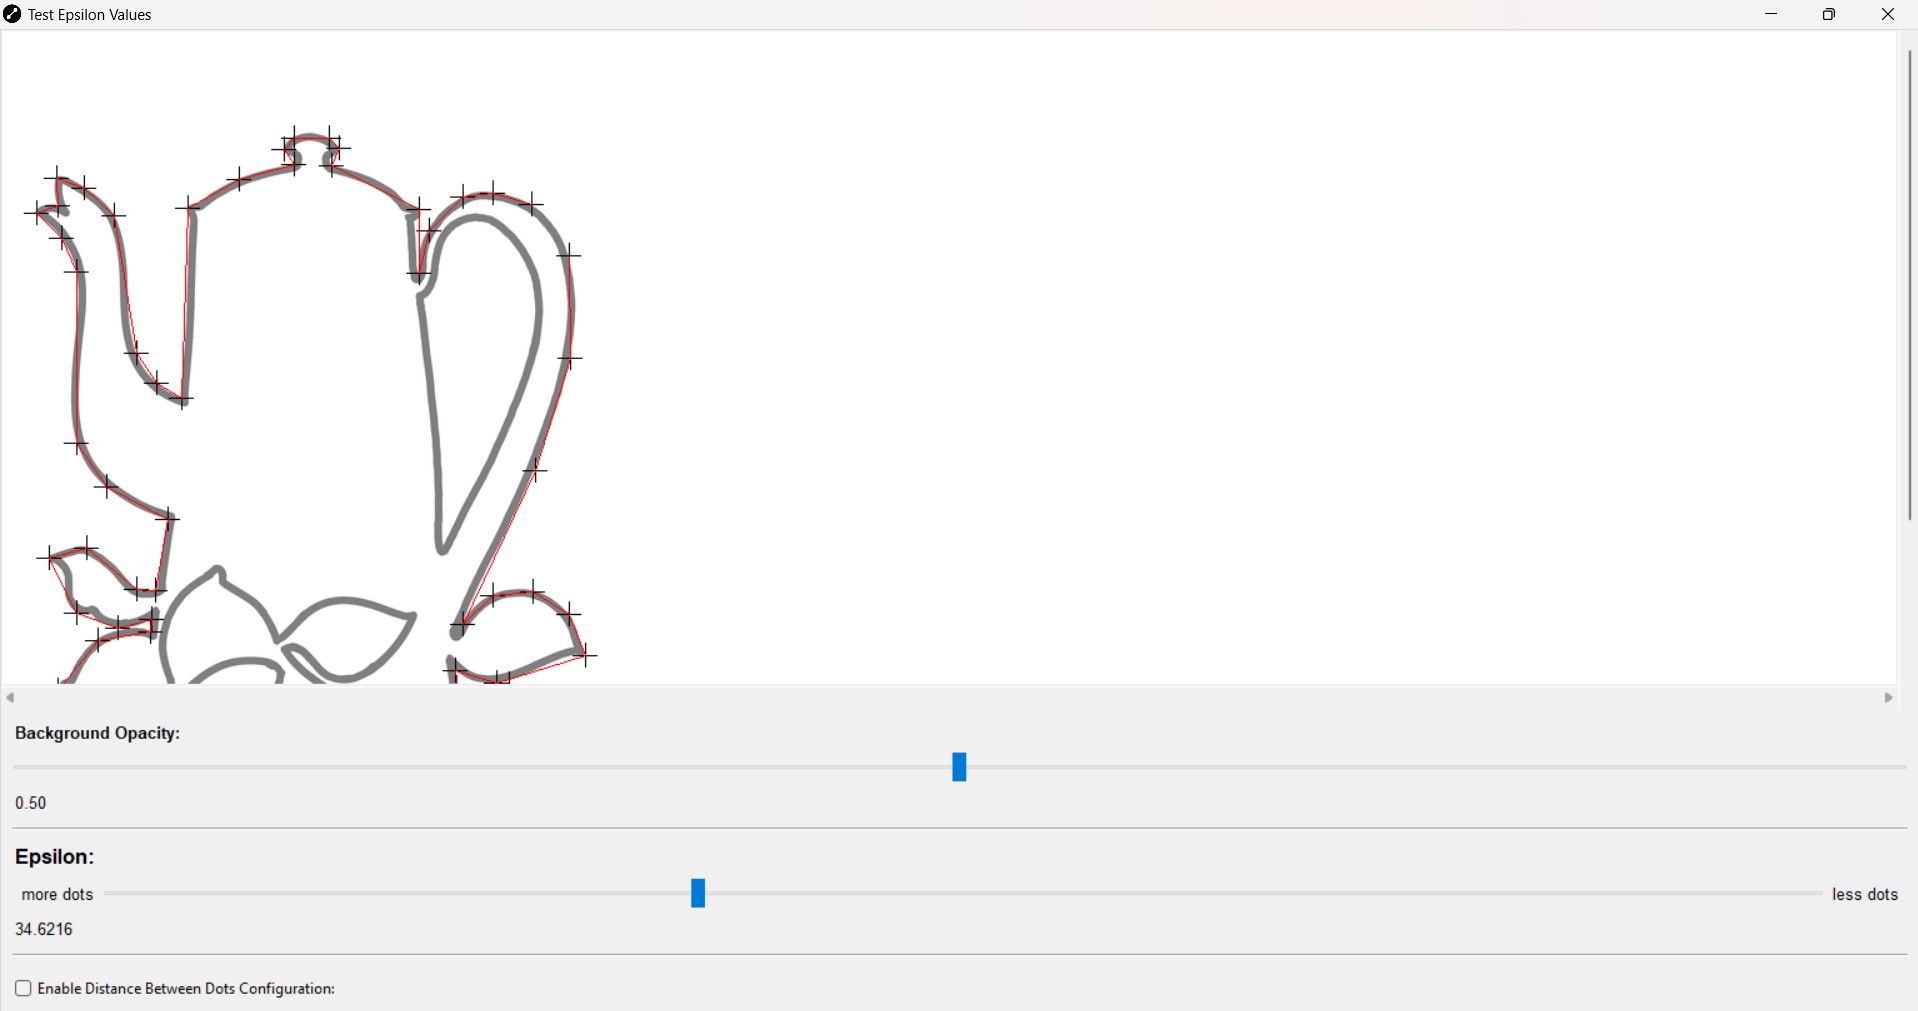 Test Epsilon Values
Background Opacity:
0.50
Epsilon:
more dots less dots
34.6216
Enable Distance Between Dots Configuration: